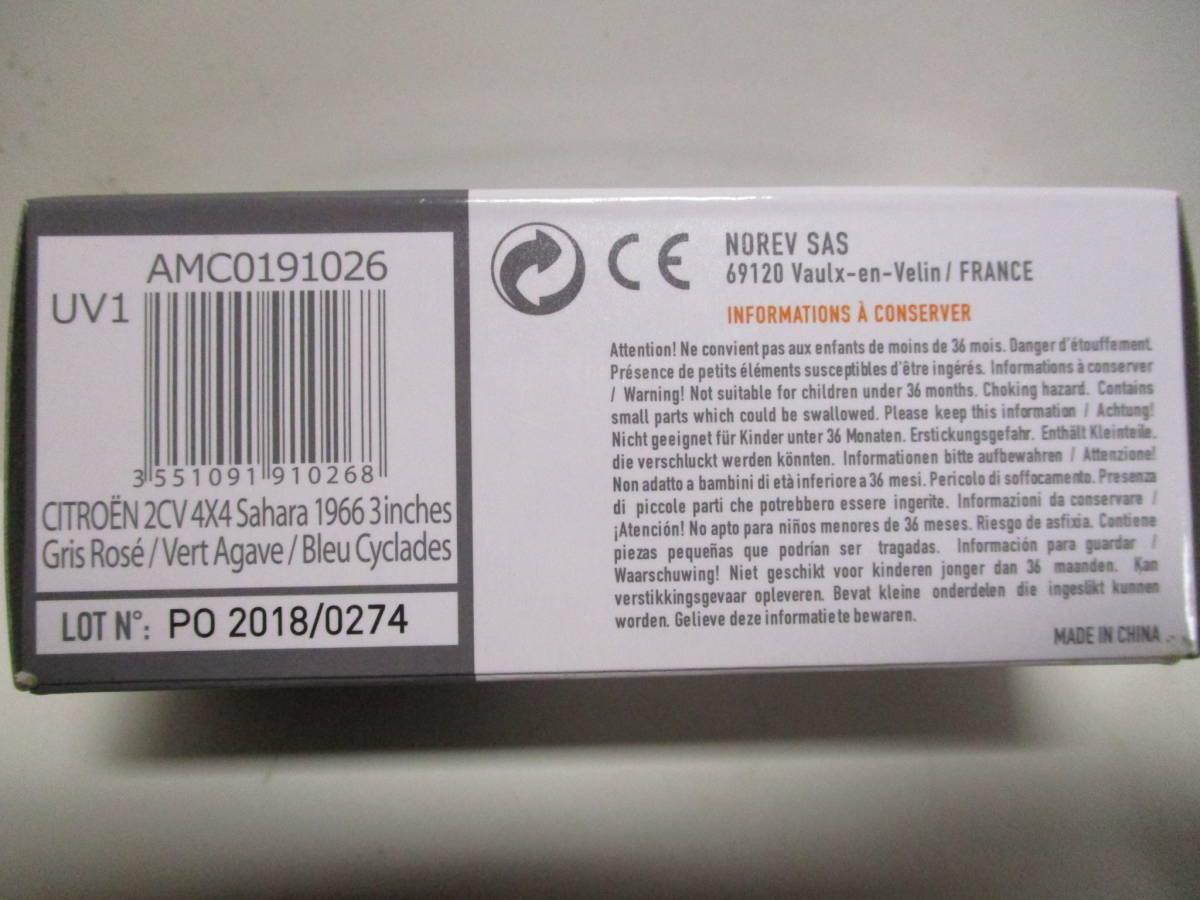 AMC0191026
UV1
3 551091 910268
CITROËN 2CV 4X4 Sahara 1966 3 inches
Gris Rosé / Vert Agave / Bleu Cyclades
LOT N°: PO 2018/0274
CE
NOREV SAS
69120 Vaulx-en-Velin / FRANCE
INFORMATIONS À CONSERVER
Attention! Ne convient pas aux enfants de moins de 36 mois. Danger d'étouffement.
Présence de petits éléments susceptibles d'être ingérés. Informations à conserver
/ Warning! Not suitable for children under 36 months. Choking hazard. Contains
small parts which could be swallowed. Please keep this information / Achtung!
Nicht geeignet für Kinder unter 36 Monaten. Erstickungsgefahr. Enthält Kleinteile.
die verschluckt werden könnten. Informationen bitte aufbewahren / Attenzione!
Non adatto a bambini di età inferiore a 36 mesi. Pericolo di soffocamento. Presenza
di piccole parti che potrebbero essere ingerite. Informazioni da conservare /
¡Atención! No apto para niños menores de 36 meses. Riesgo de asfixia. Contiene
piezas pequeñas que podrían ser tragadas. Información para guardar /
Waarschuwing! Niet geschikt voor kinderen jonger dan 36 maanden. Kan
verstikkingsgevaar opleveren. Bevat kleine onderdelen die ingeslikt kunnen
worden. Gelieve deze informatie te bewaren.
MADE IN CHINA